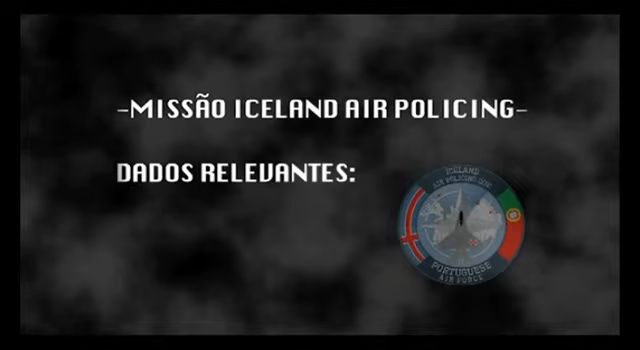 -MISSÃO ICELAND AIR POLICING-
DADOS RELEVANTES:
ICELAND
AIR POLICING
PORTUGUESE
AIR FORCE